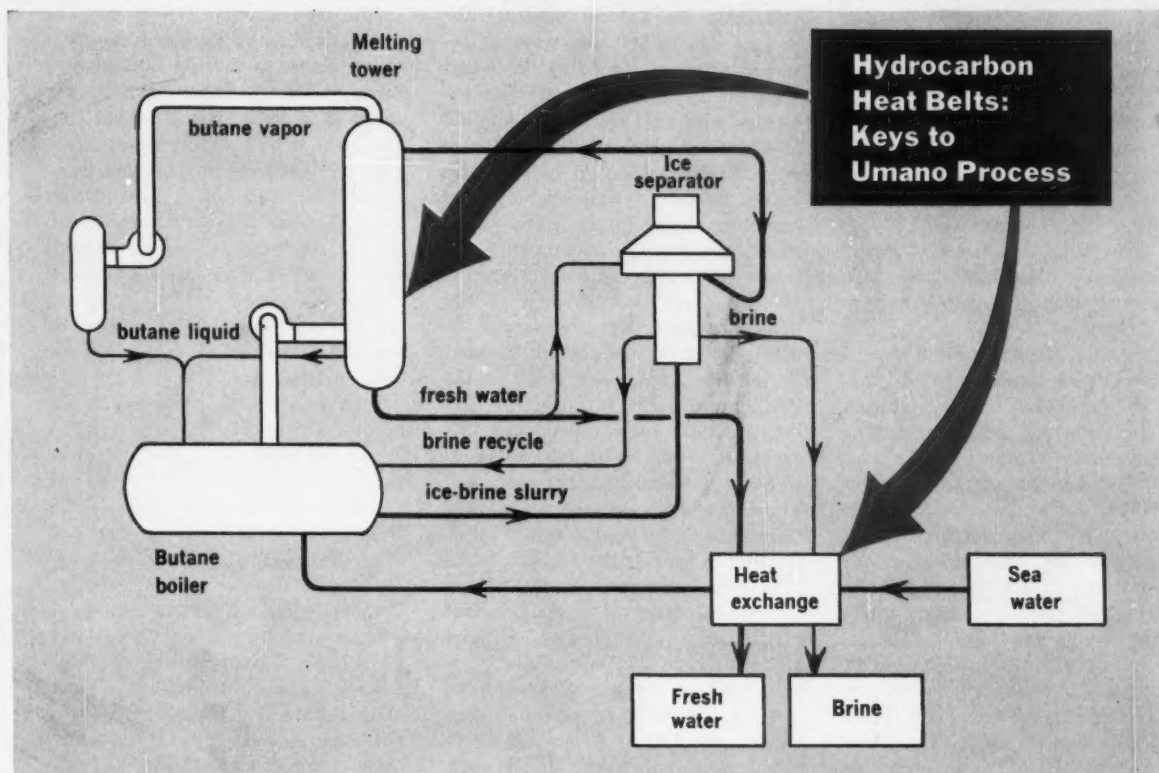 Melting
tower
Hydrocarbon
Heat Belts:
Keys to
Umano Process
butane vapor
Ice
separator
butane liquid
brine
fresh water
brine recycle
ice-brine slurry
Butane
boiler
Heat
exchange
Sea
water
Fresh
water
Brine